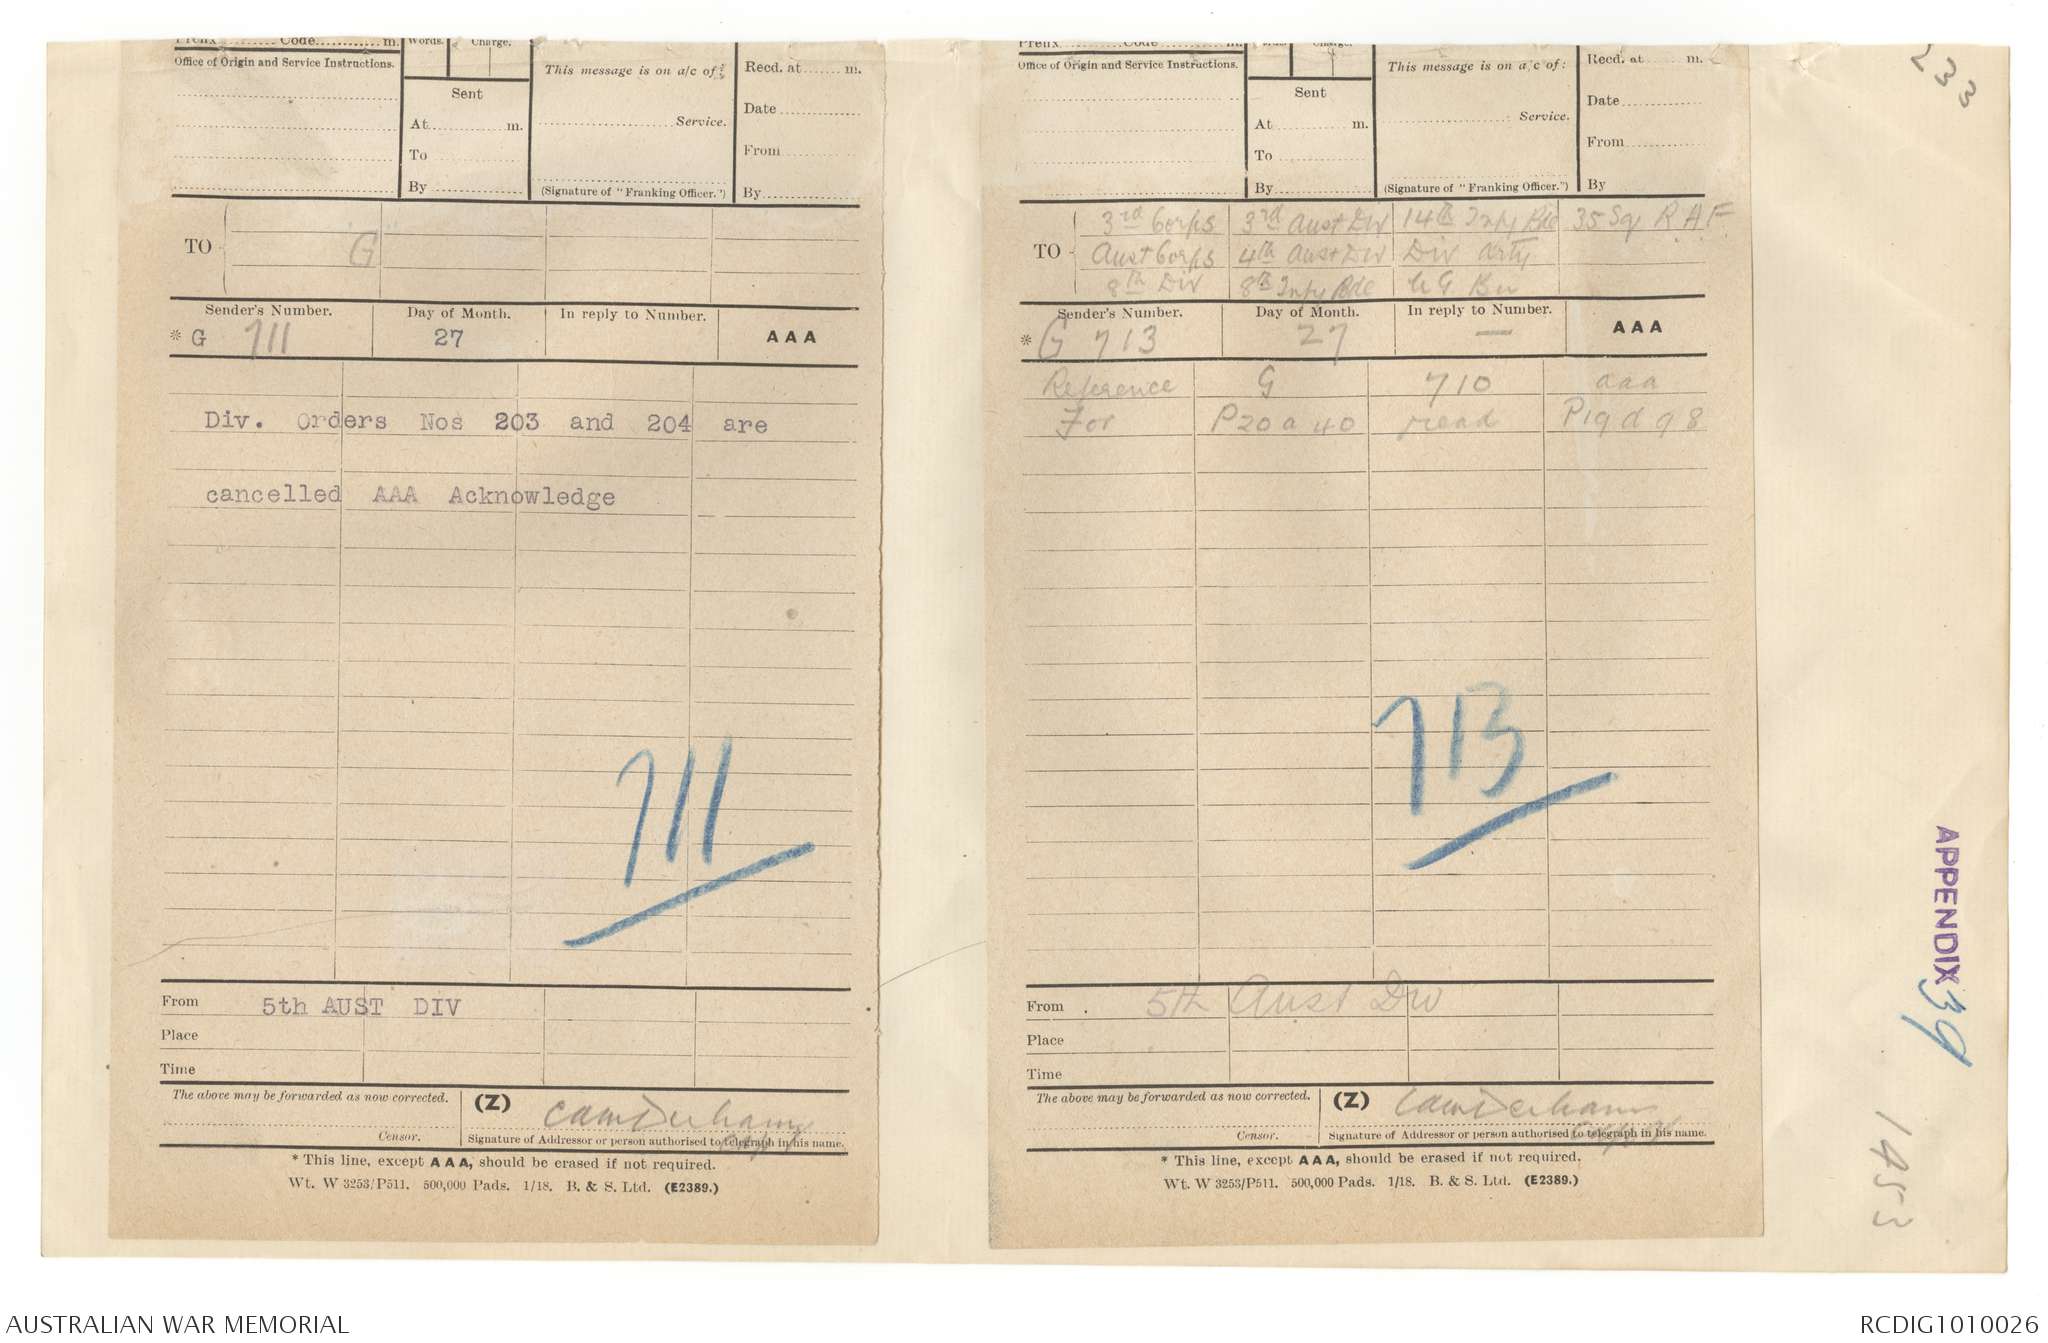 Prefix Code m. Words. Charge.
Office of Origin and Service Instructions.
Sent
At m.
To
By
This message is on a/c of:
Service.
(Signature of "Franking Officer.")
Recd. at m.
Date
From
By
TO
G
Sender's Number. Day of Month. In reply to Number. AAA
* G 711 27
Div. Orders Nos 203 and 204 are
cancelled AAA Acknowledge
711
From 5th AUST DIV
Place
Time
The above may be forwarded as now corrected. (Z)
Censor. Signature of Addressor or person authorised to telegraph in his name.
* This line, except AAA, should be erased if not required.
Wt. W 3253/P511. 500,000 Pads. 1/18. B. & S. Ltd. (E2389.)
Prefix Code m. Charge.
Office of Origin and Service Instructions.
Sent
At m.
To
By
This message is on a/c of:
Service.
(Signature of "Franking Officer.")
Recd. at m.
Date
From
By
TO
3rd Corps 3rd Aust Div 14th Infy Bde 35 Sq R A F
Aust Corps 4th Aust Div Div Arty
8th Div 8th Infy Bde M G Bn
Sender's Number. Day of Month. In reply to Number. AAA
* G 713 27 —
Reference G 710 aaa
For P20 a 40 read P19 d 98
713
From 5th Aust Div
Place
Time
The above may be forwarded as now corrected. (Z)
Censor. Signature of Addressor or person authorised to telegraph in his name.
* This line, except AAA, should be erased if not required.
Wt. W 3253/P511. 500,000 Pads. 1/18. B. & S. Ltd. (E2389.)
233
APPENDIX 39
1453
AUSTRALIAN WAR MEMORIAL
RCDIG1010026